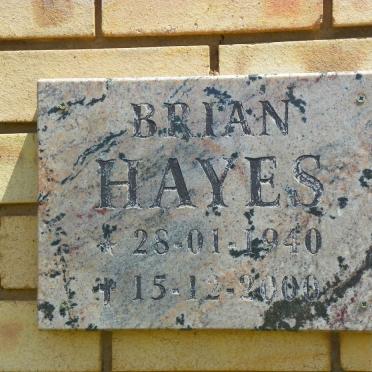 BRIAN
HAYES
* 28-01-1940
† 15-12-2000